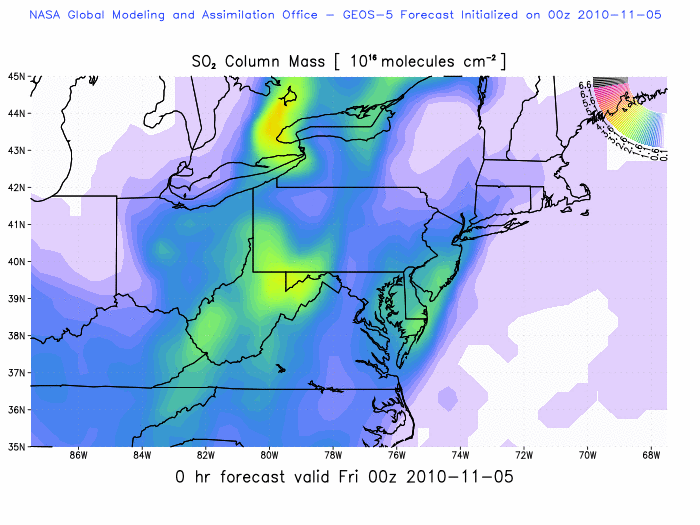 NASA Global Modeling and Assimilation Office - GEOS-5 Forecast Initialized on 00z 2010-11-05
SO₂ Column Mass [ 10¹⁶ molecules cm⁻² ]
45N
44N
43N
42N
41N
40N
39N
38N
37N
36N
35N
86W 84W 82W 80W 78W 76W 74W 72W 70W 68W
0 hr forecast valid Fri 00z 2010-11-05